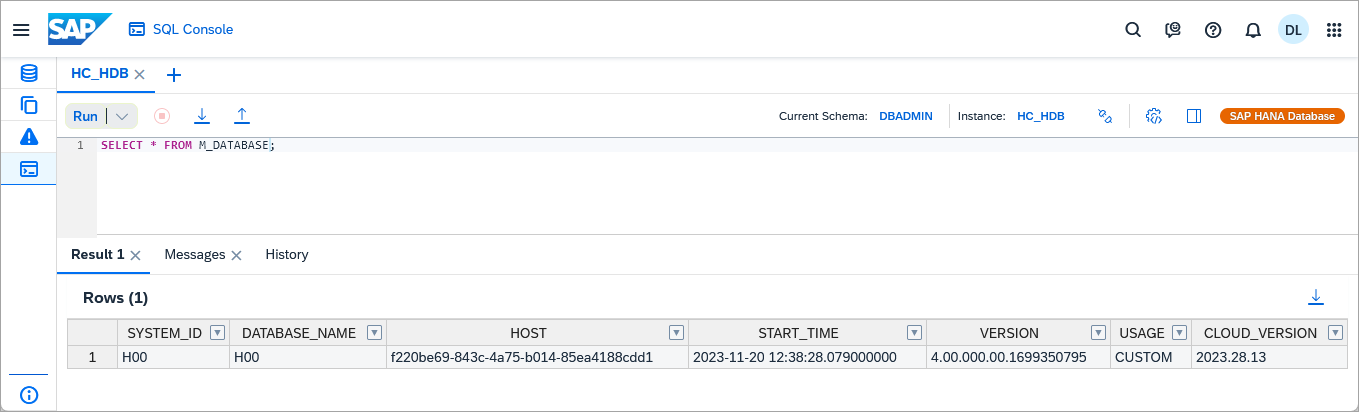 SAP SQL Console DL
HC_HDB
Run Current Schema: DBADMIN Instance: HC_HDB SAP HANA Database
1 SELECT * FROM M_DATABASE;
Result 1 Messages History
Rows (1)
SYSTEM_ID DATABASE_NAME HOST START_TIME VERSION USAGE CLOUD_VERSION
1 H00 H00 f220be69-843c-4a75-b014-85ea4188cdd1 2023-11-20 12:38:28.079000000 4.00.000.00.1699350795 CUSTOM 2023.28.13